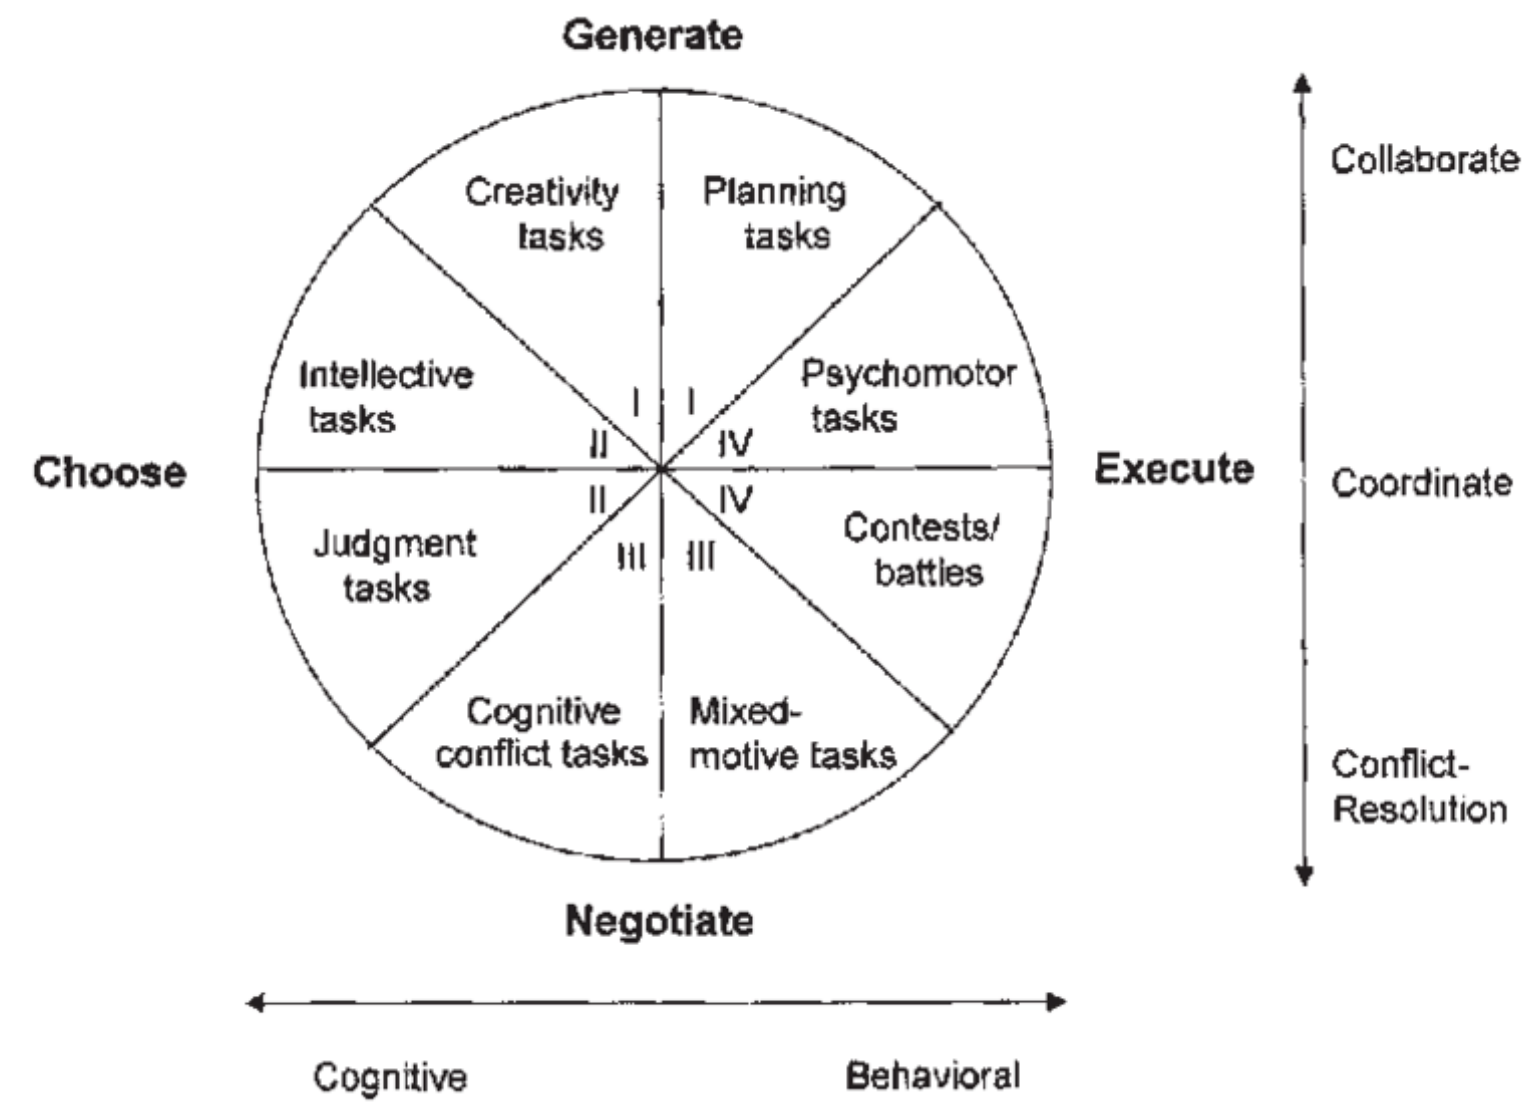 Generate
Creativity
tasks
Planning
tasks
Collaborate
Intellective
tasks
Psychomotor
tasks
I
I
II
IV
Choose
Execute
Coordinate
II
IV
III
III
Judgment
tasks
Contests/
battles
Cognitive
conflict tasks
Mixed-
motive tasks
Conflict-
Resolution
Negotiate
Cognitive
Behavioral